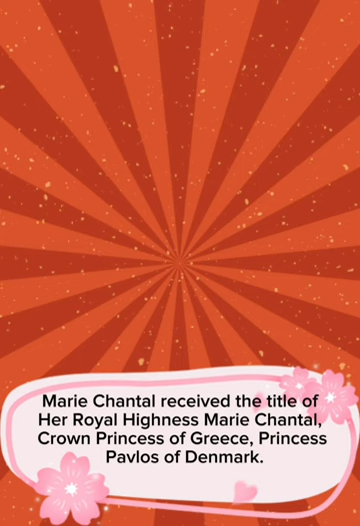 Marie Chantal received the title of
Her Royal Highness Marie Chantal,
Crown Princess of Greece, Princess
Pavlos of Denmark.